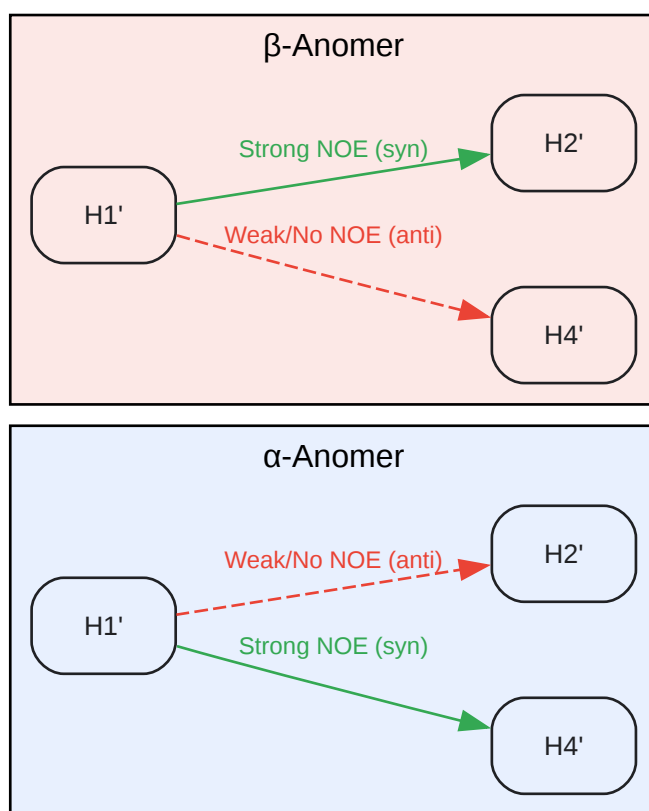 β-Anomer
Strong NOE (syn)
H2'
H1'
Weak/No NOE (anti)
H4'
α-Anomer
Weak/No NOE (anti)
H2'
H1'
Strong NOE (syn)
H4'